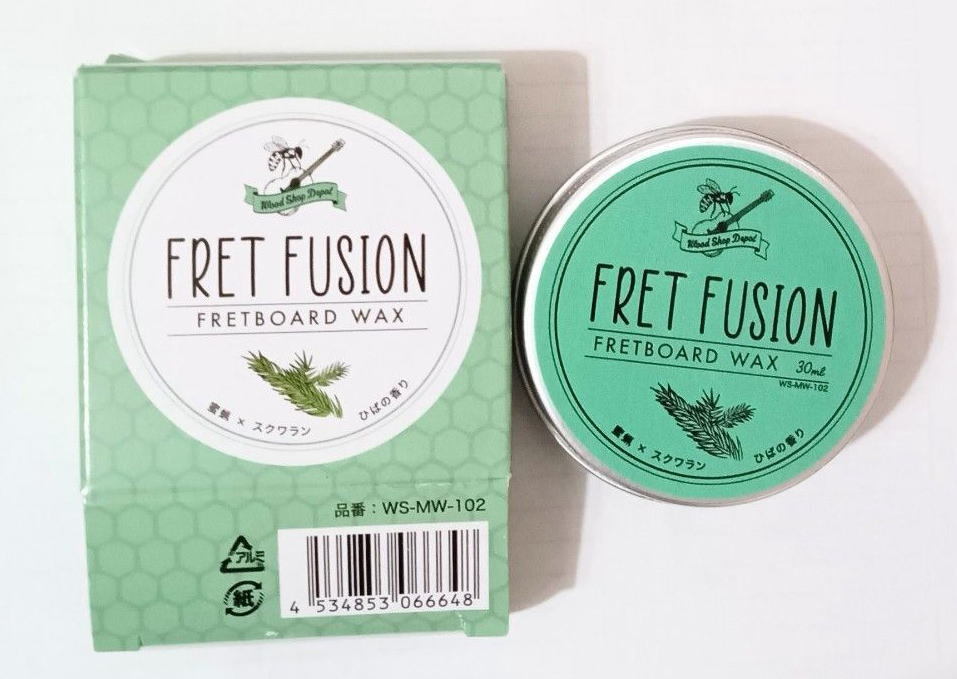 Wood Shop Depot
FRET FUSION
FRETBOARD WAX
蜜蝋 × スクワラン
ひばの香り
品番：WS-MW-102
アルミ
紙
4 534853 066648
Wood Shop Depot
FRET FUSION
FRETBOARD WAX 30ml
WS-MW-102
蜜蝋 × スクワラン
ひばの香り